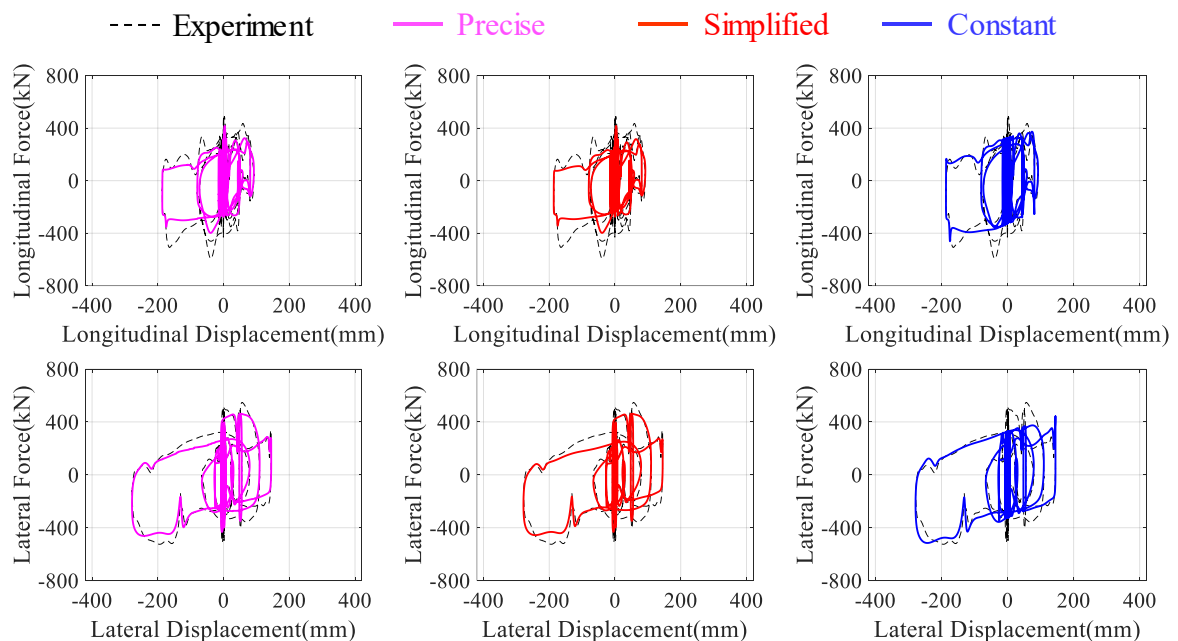 Experiment Precise Simplified Constant
Longitudinal Force(kN)
800
400
0
-400
-800
-400 -200 0 200 400
Longitudinal Displacement(mm)
Longitudinal Force(kN)
800
400
0
-400
-800
-400 -200 0 200 400
Longitudinal Displacement(mm)
Longitudinal Force(kN)
800
400
0
-400
-800
-400 -200 0 200 400
Longitudinal Displacement(mm)
Lateral Force(kN)
800
400
0
-400
-800
-400 -200 0 200 400
Lateral Displacement(mm)
Lateral Force(kN)
800
400
0
-400
-800
-400 -200 0 200 400
Lateral Displacement(mm)
Lateral Force(kN)
800
400
0
-400
-800
-400 -200 0 200 400
Lateral Displacement(mm)